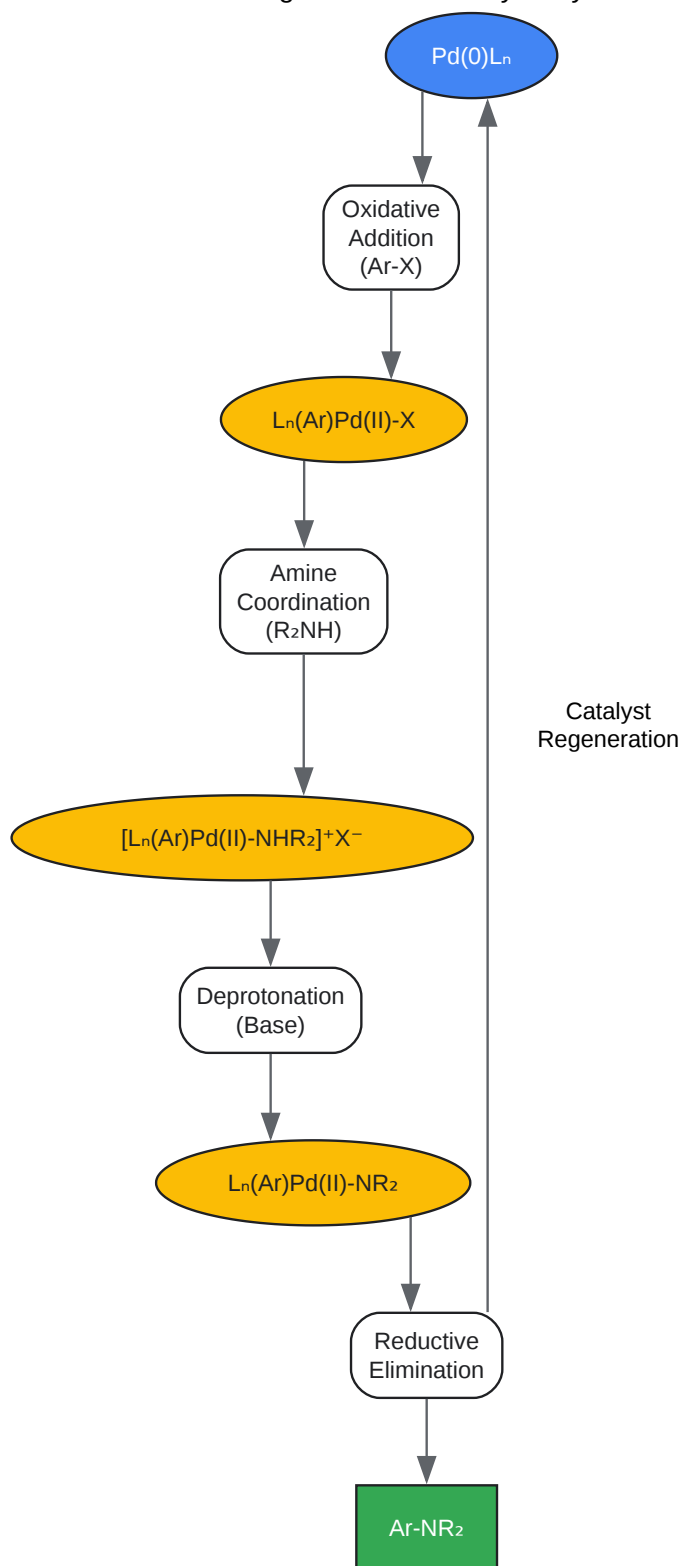 Pd(0)Lₙ
Oxidative
Addition
(Ar-X)
Lₙ(Ar)Pd(II)-X
Amine
Coordination
(R₂NH)
Catalyst
Regeneration
[Lₙ(Ar)Pd(II)-NHR₂]⁺X⁻
Deprotonation
(Base)
Lₙ(Ar)Pd(II)-NR₂
Reductive
Elimination
Ar-NR₂